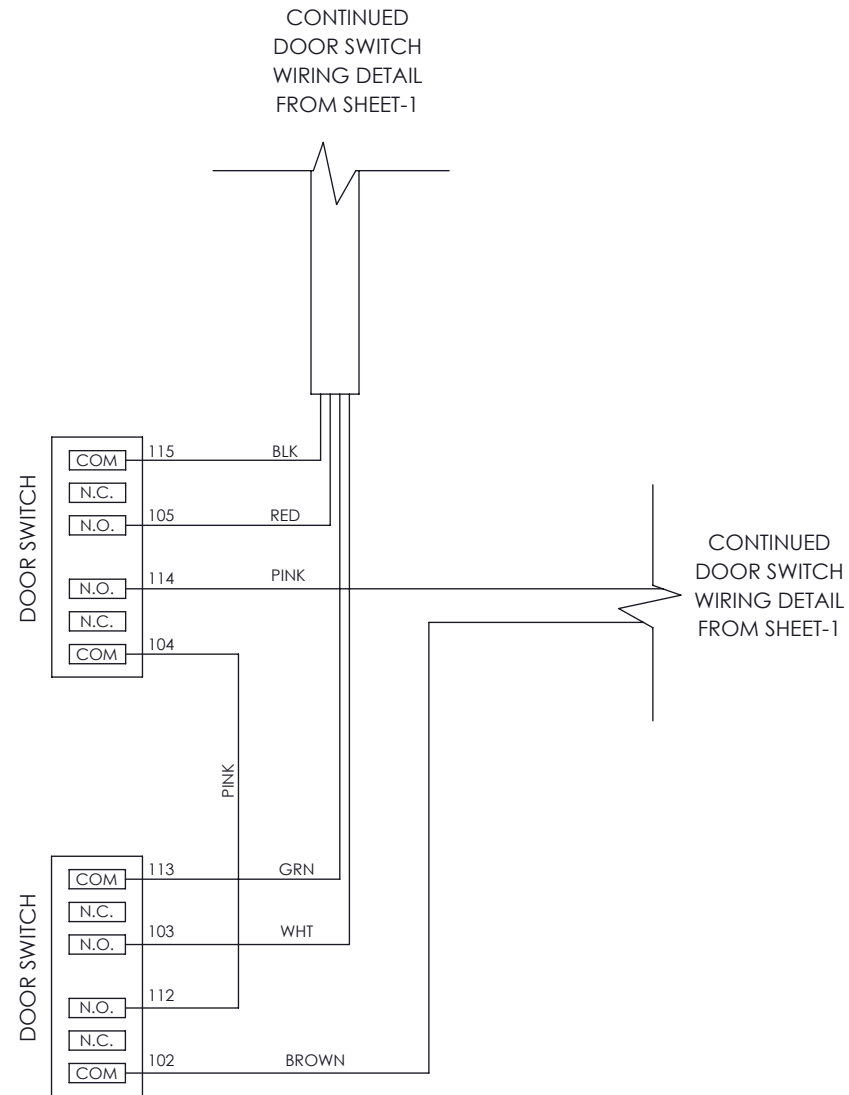 CONTINUED
DOOR SWITCH
WIRING DETAIL
FROM SHEET-1
DOOR SWITCH
COM
115
BLK
N.C.
N.O.
105
RED
N.O.
114
PINK
N.C.
COM
104
CONTINUED
DOOR SWITCH
WIRING DETAIL
FROM SHEET-1
PINK
DOOR SWITCH
COM
113
GRN
N.C.
N.O.
103
WHT
N.O.
112
N.C.
COM
102
BROWN